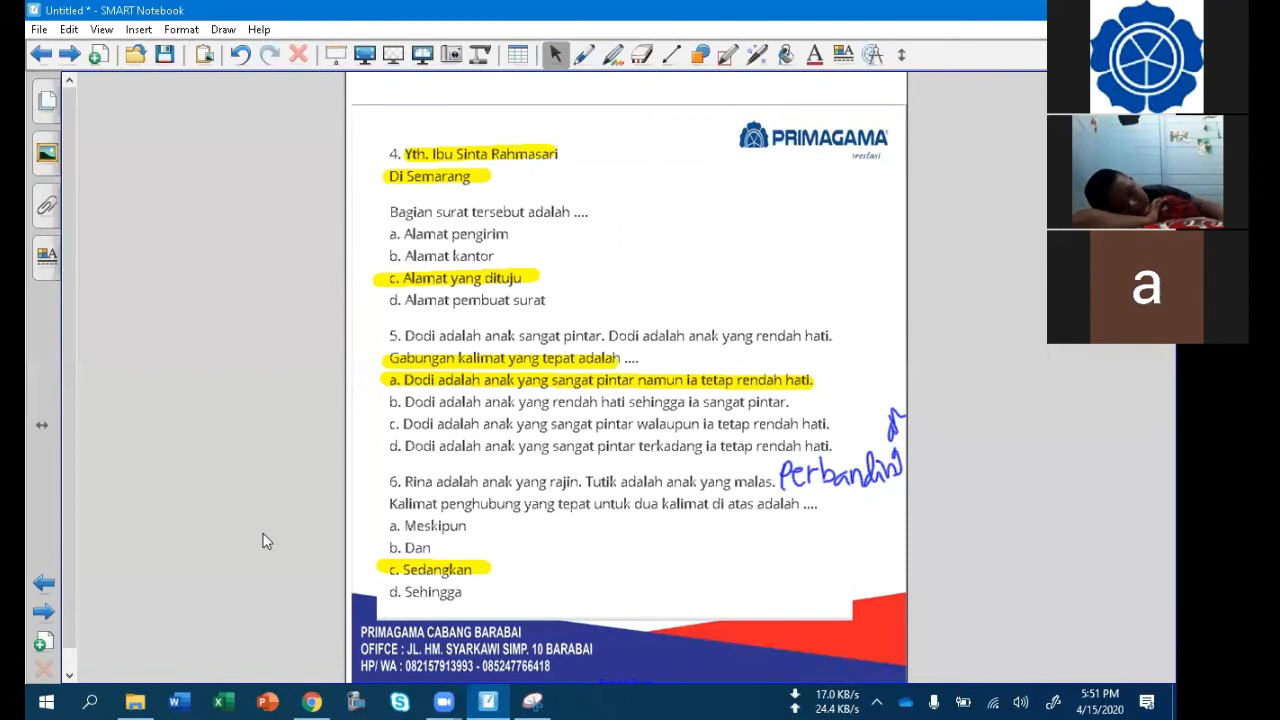 Untitled * - SMART Notebook
File Edit View Insert Format Tools Draw Help
PRIMAGAMA
4. Yth. Ibu Sinta Rahmasari
Di Semarang
Bagian surat tersebut adalah ....
a. Alamat pengirim
b. Alamat kantor
c. Alamat yang dituju
d. Alamat pembuat surat
5. Dodi adalah anak sangat pintar. Dodi adalah anak yang rendah hati.
Gabungan kalimat yang tepat adalah ....
a. Dodi adalah anak yang sangat pintar namun ia tetap rendah hati.
b. Dodi adalah anak yang rendah hati sehingga ia sangat pintar.
c. Dodi adalah anak yang sangat pintar walaupun ia tetap rendah hati.
d. Dodi adalah anak yang sangat pintar terkadang ia tetap rendah hati.
6. Rina adalah anak yang rajin. Tutik adalah anak yang malas. Perbanding
Kalimat penghubung yang tepat untuk dua kalimat di atas adalah ....
a. Meskipun
b. Dan
c. Sedangkan
d. Sehingga
PRIMAGAMA CABANG BARABAI
OFIFCE : JL. HM. SYARKAWI SIMP. 10 BARABAI
HP/ WA : 082157913993 - 085247766418
a
17.0 KB/s
24.4 KB/s
5:51 PM
4/15/2020